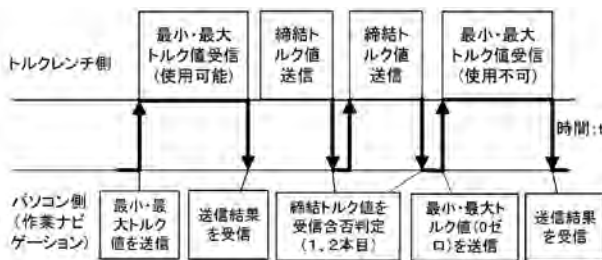 最小・最大
トルク値受信
(使用可能)
締結ト
ルク値
送信
締結ト
ルク値
送信
最小・最大
トルク値受信
(使用不可)
トルクレンチ側
時間:t
パソコン側
(作業ナビ
ゲーション)
最小・最
大トルク
値を送信
送信結果
を受信
締結トルク値を
受信合否判定
(1, 2本目)
最小・最大ト
ルク値(0ゼ
ロ)を送信
送信結果
を受信